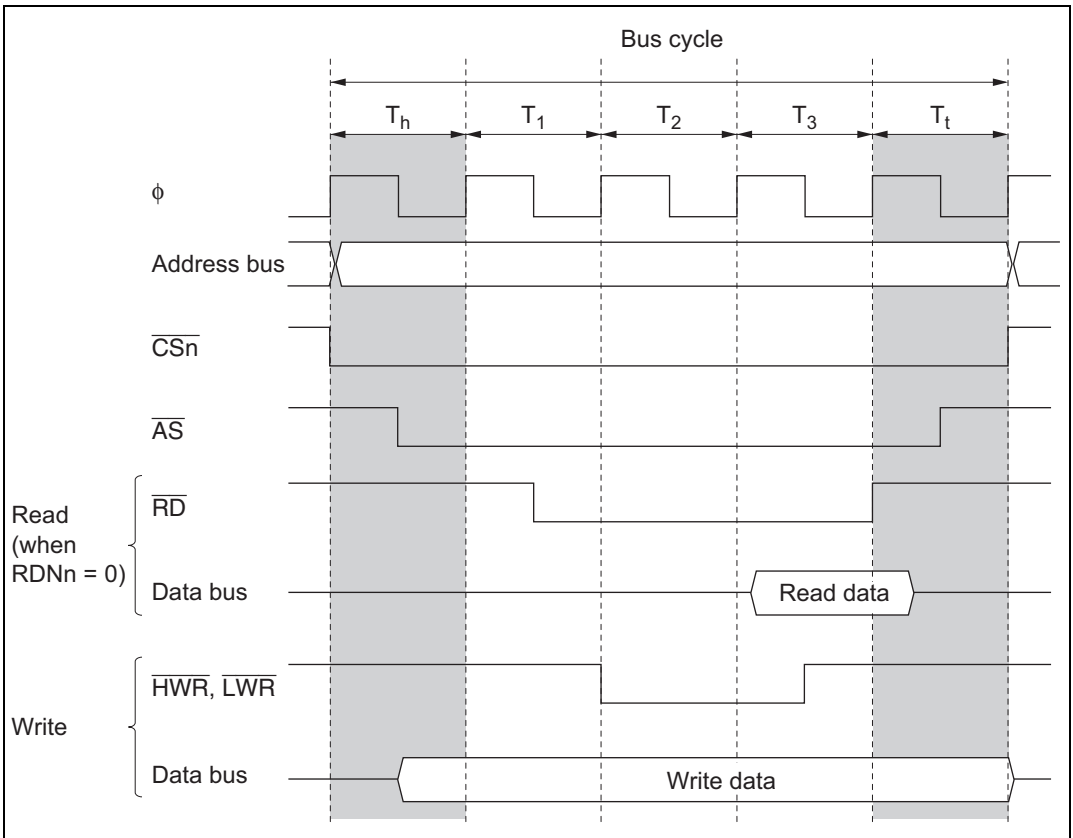 Bus cycle
Th T1 T2 T3 Tt
ϕ
Address bus
CSn
AS
Read
(when
RDNn = 0)
RD
Data bus
Read data
Write
HWR, LWR
Data bus
Write data